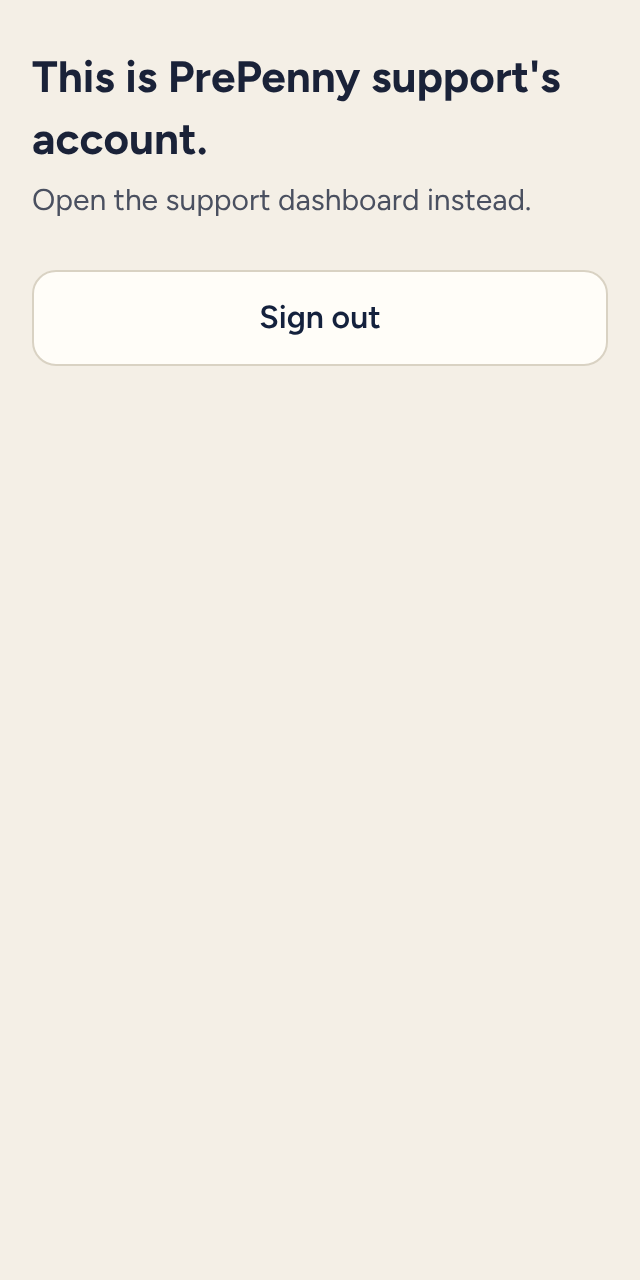 This is PrePenny support's
account.
Open the support dashboard instead.
Sign out